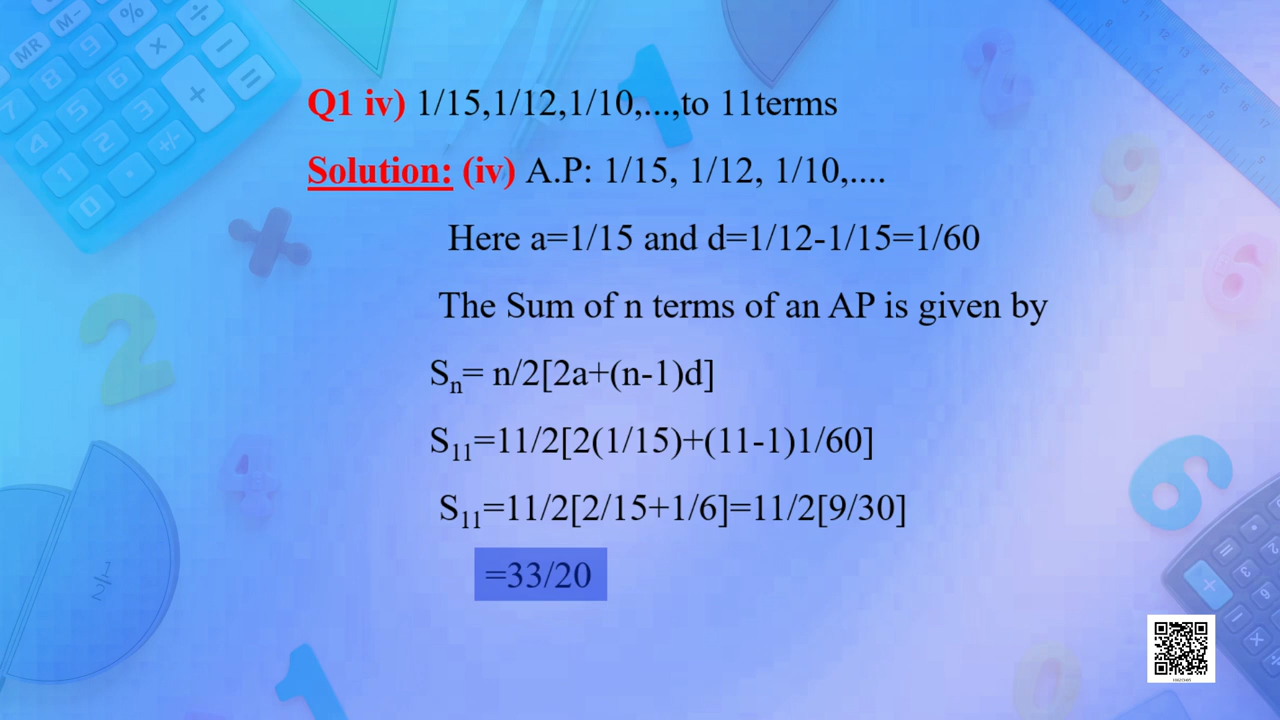 Q1 iv) 1/15,1/12,1/10,...,to 11terms
Solution: (iv) A.P: 1/15, 1/12, 1/10,....
Here a=1/15 and d=1/12-1/15=1/60
The Sum of n terms of an AP is given by
Sn= n/2[2a+(n-1)d]
S11=11/2[2(1/15)+(11-1)1/60]
S11=11/2[2/15+1/6]=11/2[9/30]
=33/20